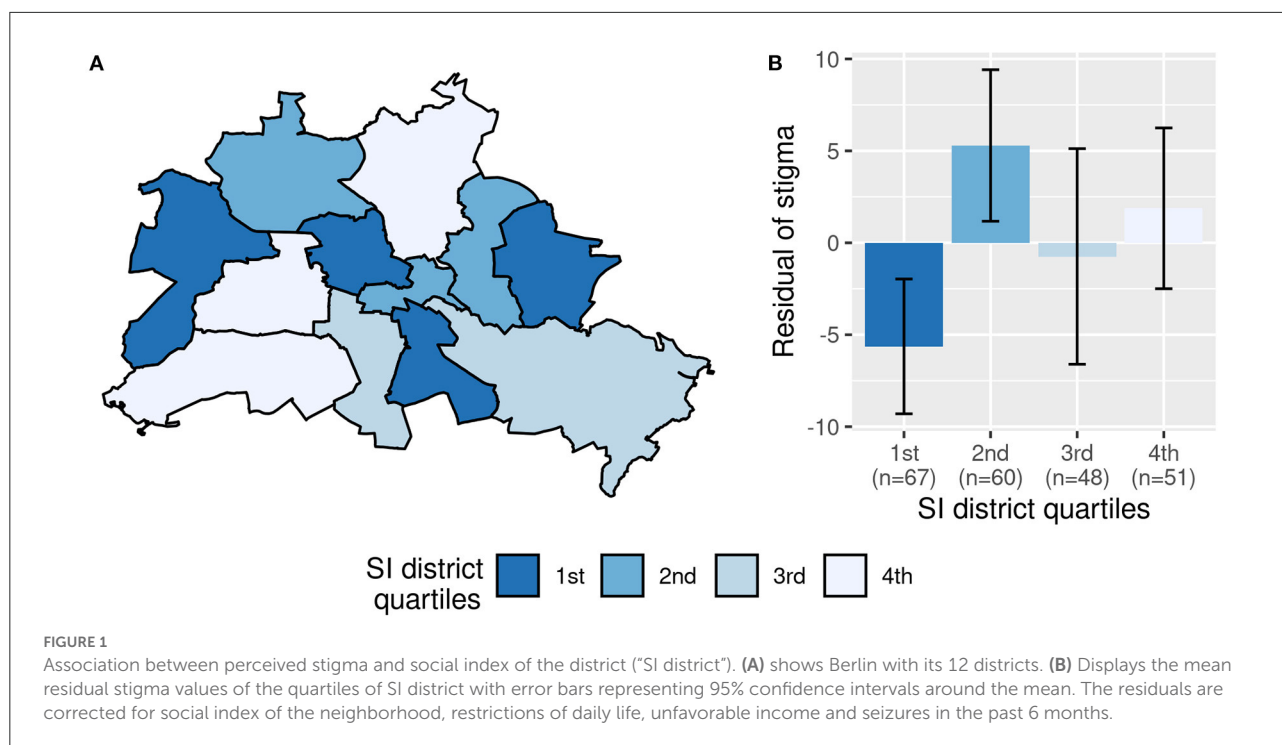 A
B
10
5
0
-5
-10
Residual of stigma
1st 2nd 3rd 4th
(n=67) (n=60) (n=48) (n=51)
SI district quartiles
SI district
quartiles
1st 2nd 3rd 4th
FIGURE 1
Association between perceived stigma and social index of the district (“SI district”). (A) shows Berlin with its 12 districts. (B) Displays the mean
residual stigma values of the quartiles of SI district with error bars representing 95% confidence intervals around the mean. The residuals are
corrected for social index of the neighborhood, restrictions of daily life, unfavorable income and seizures in the past 6 months.